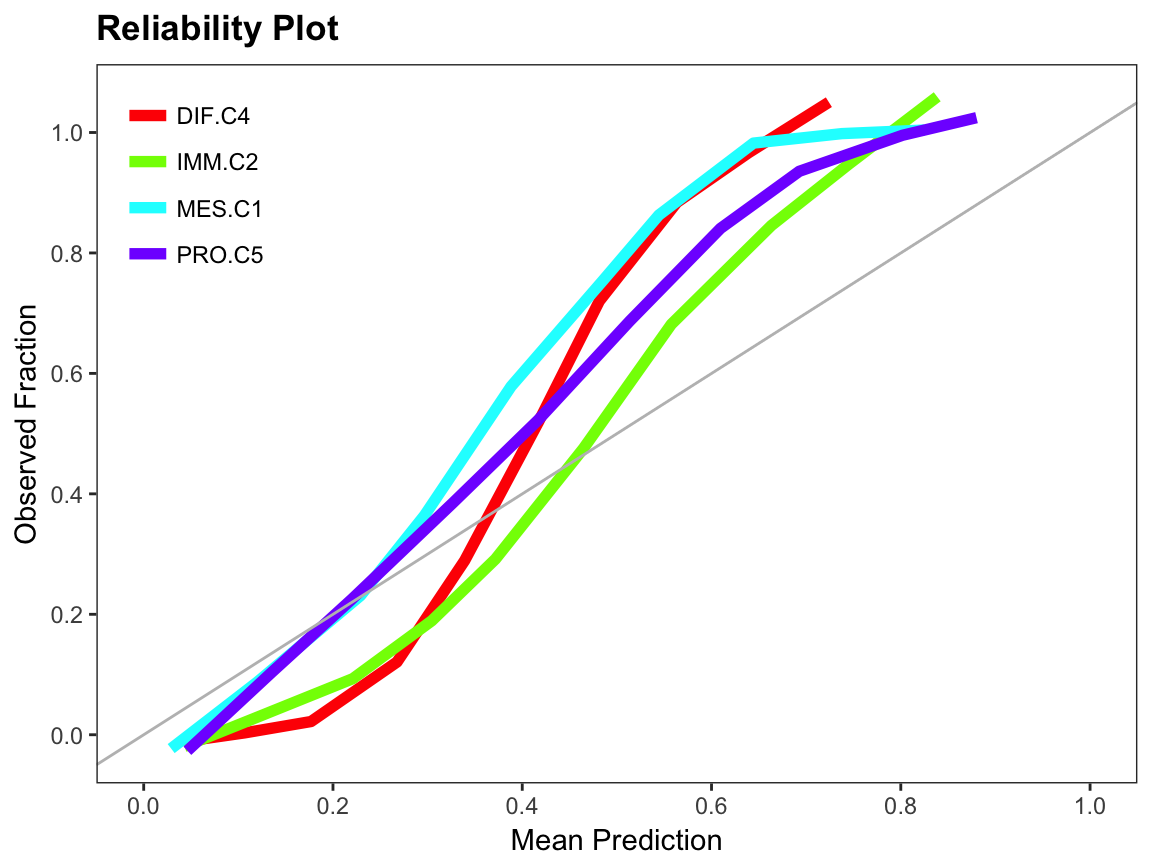 Reliability Plot
DIF.C4
IMM.C2
MES.C1
PRO.C5
1.0
0.8
0.6
0.4
0.2
0.0
Observed Fraction
0.0 0.2 0.4 0.6 0.8 1.0
Mean Prediction